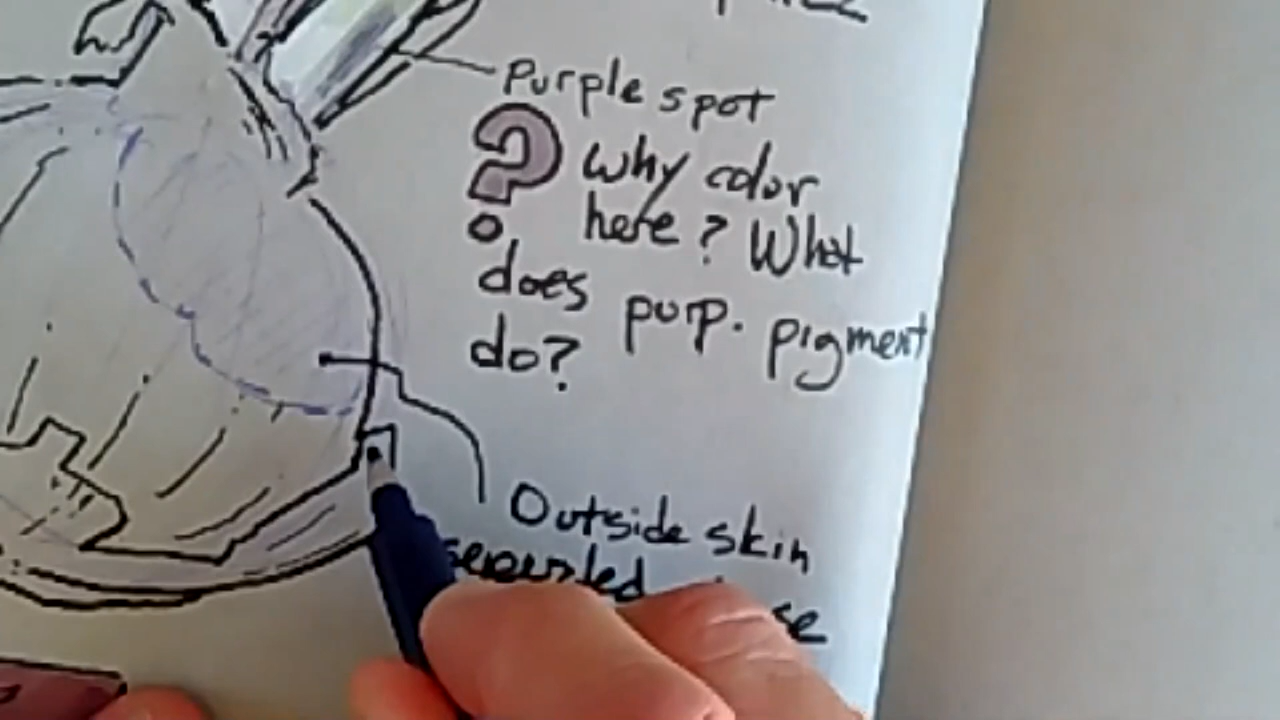 Purple spot
? Why color
here? What
does purp. pigment
do?
Outside skin